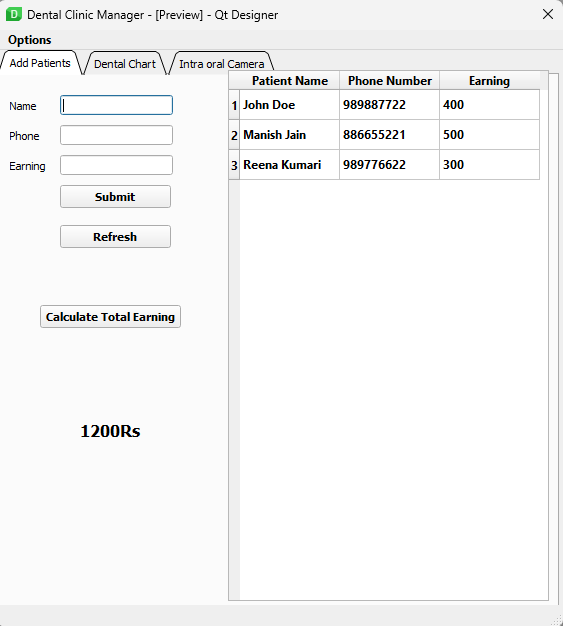 Dental Clinic Manager - [Preview] - Qt Designer
Options
Add Patients Dental Chart Intra oral Camera
Name
Phone
Earning
Submit
Refresh
Calculate Total Earning
1200Rs
Patient Name Phone Number Earning
1 John Doe 989887722 400
2 Manish Jain 886655221 500
3 Reena Kumari 989776622 300